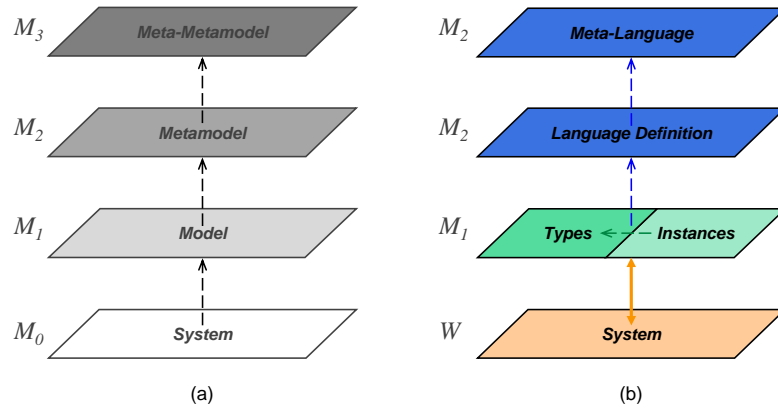 M3 Meta-Metamodel
M2 Metamodel
M1 Model
M0 System
(a)
M2 Meta-Language
M2 Language Definition
M1 Types Instances
W System
(b)